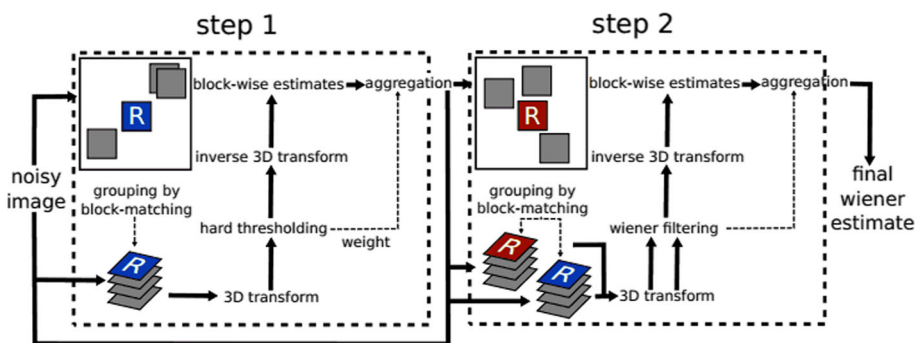 step 1
step 2
block-wise estimates
aggregation
R
inverse 3D transform
noisy
image
grouping by
block-matching
hard thresholding
weight
R
3D transform
block-wise estimates
aggregation
R
inverse 3D transform
final
wiener
estimate
grouping by
block-matching
wiener filtering
R
R
3D transform